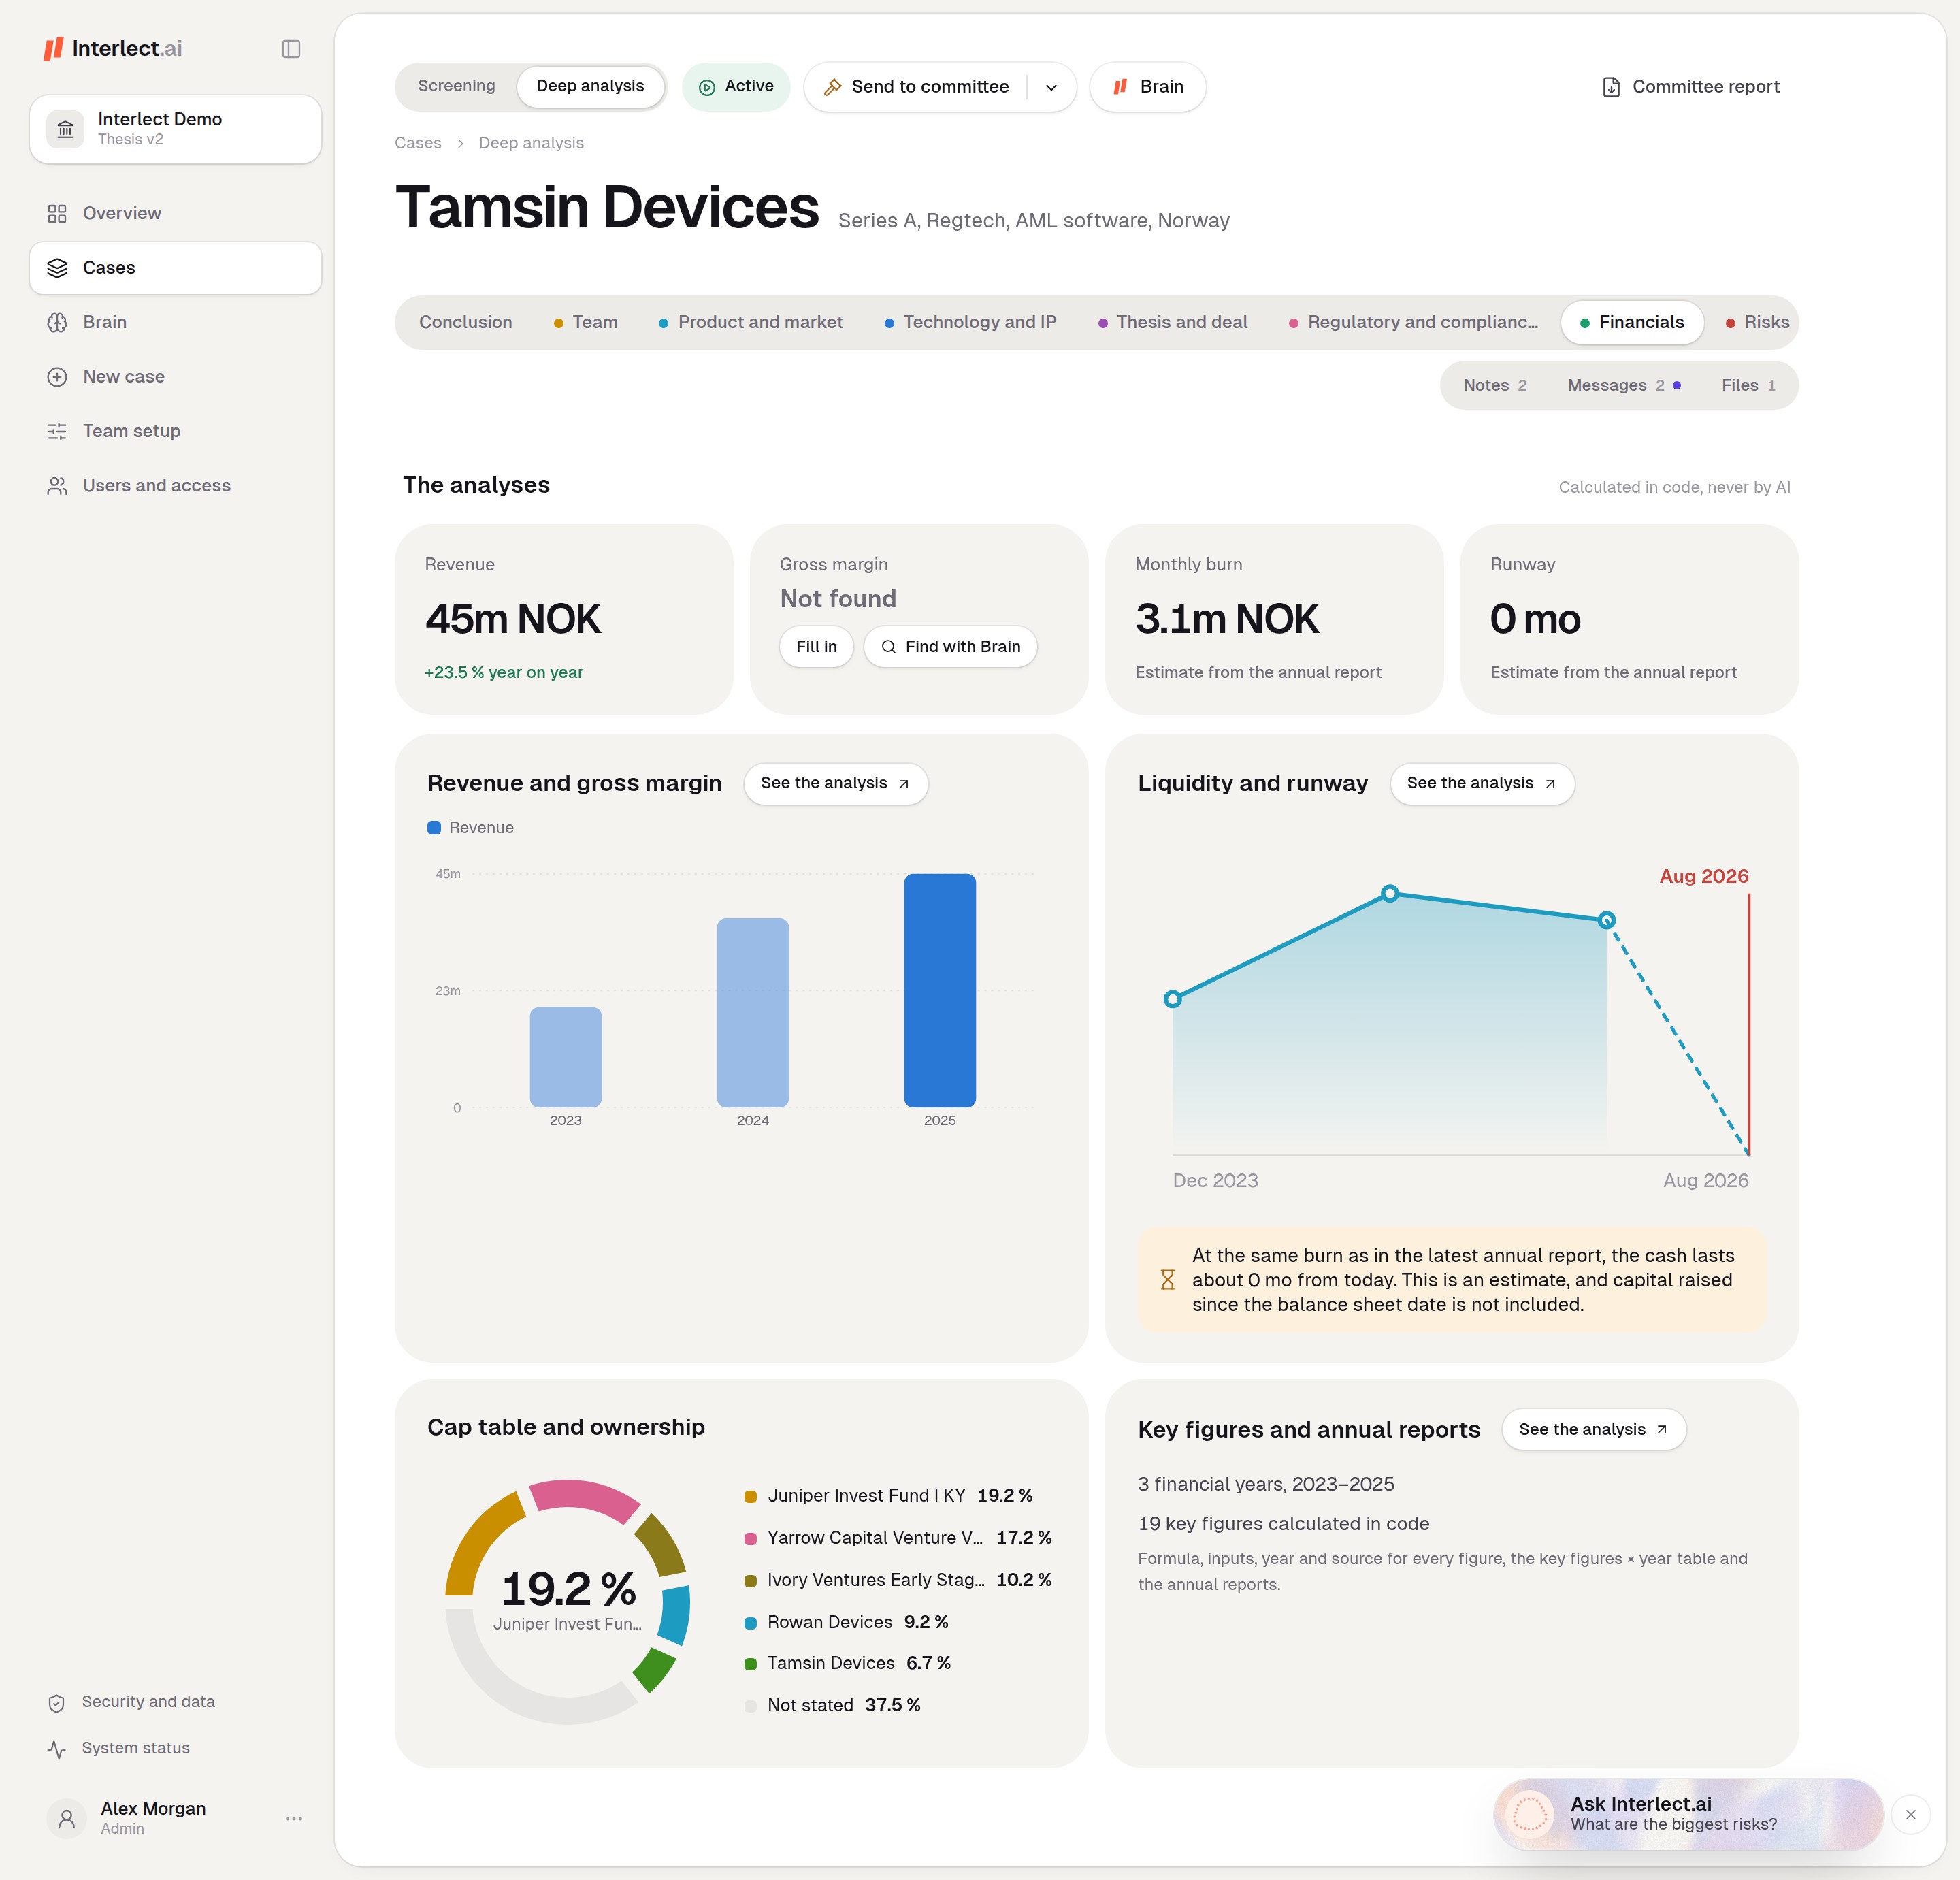 Interlect.ai
Interlect Demo
Thesis v2
Overview
Cases
Brain
New case
Team setup
Users and access
Security and data
System status
Alex Morgan
Admin
Screening
Deep analysis
Active
Send to committee
Brain
Committee report
Cases
Deep analysis
Tamsin Devices
Series A, Regtech, AML software, Norway
Conclusion
Team
Product and market
Technology and IP
Thesis and deal
Regulatory and complianc...
Financials
Risks
Notes 2
Messages 2
Files 1
The analyses
Calculated in code, never by AI
Revenue
45m NOK
+23.5 % year on year
Gross margin
Not found
Fill in
Find with Brain
Monthly burn
3.1m NOK
Estimate from the annual report
Runway
0 mo
Estimate from the annual report
Revenue and gross margin
See the analysis
Revenue
45m
23m
0
2023
2024
2025
Liquidity and runway
See the analysis
Aug 2026
Dec 2023
Aug 2026
At the same burn as in the latest annual report, the cash lasts
about 0 mo from today. This is an estimate, and capital raised
since the balance sheet date is not included.
Cap table and ownership
19.2 %
Juniper Invest Fun...
Juniper Invest Fund I KY 19.2 %
Yarrow Capital Venture V... 17.2 %
Ivory Ventures Early Stag... 10.2 %
Rowan Devices 9.2 %
Tamsin Devices 6.7 %
Not stated 37.5 %
Key figures and annual reports
See the analysis
3 financial years, 2023–2025
19 key figures calculated in code
Formula, inputs, year and source for every figure, the key figures × year table and
the annual reports.
Ask Interlect.ai
What are the biggest risks?